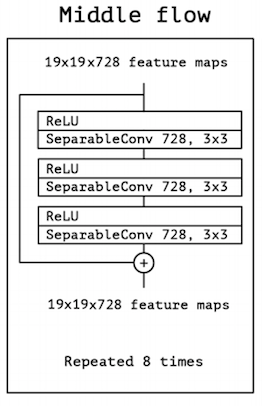 Middle flow
19x19x728 feature maps
ReLU
SeparableConv 728, 3x3
ReLU
SeparableConv 728, 3x3
ReLU
SeparableConv 728, 3x3
+
19x19x728 feature maps
Repeated 8 times